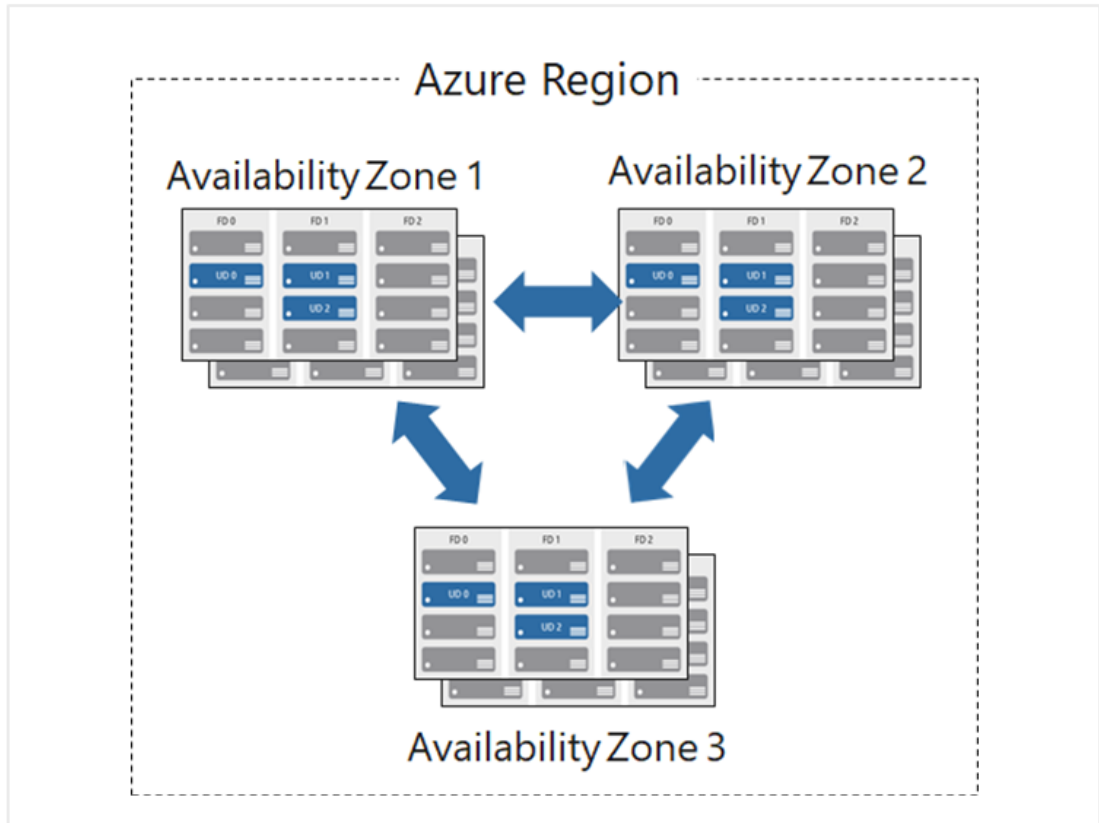 Azure Region
Availability Zone 1
Availability Zone 2
FD 0 FD 1 FD 2
UD 0 UD 1
UD 2
FD 0 FD 1 FD 2
UD 0 UD 1
UD 2
FD 0 FD 1 FD 2
UD 0 UD 1
UD 2
Availability Zone 3